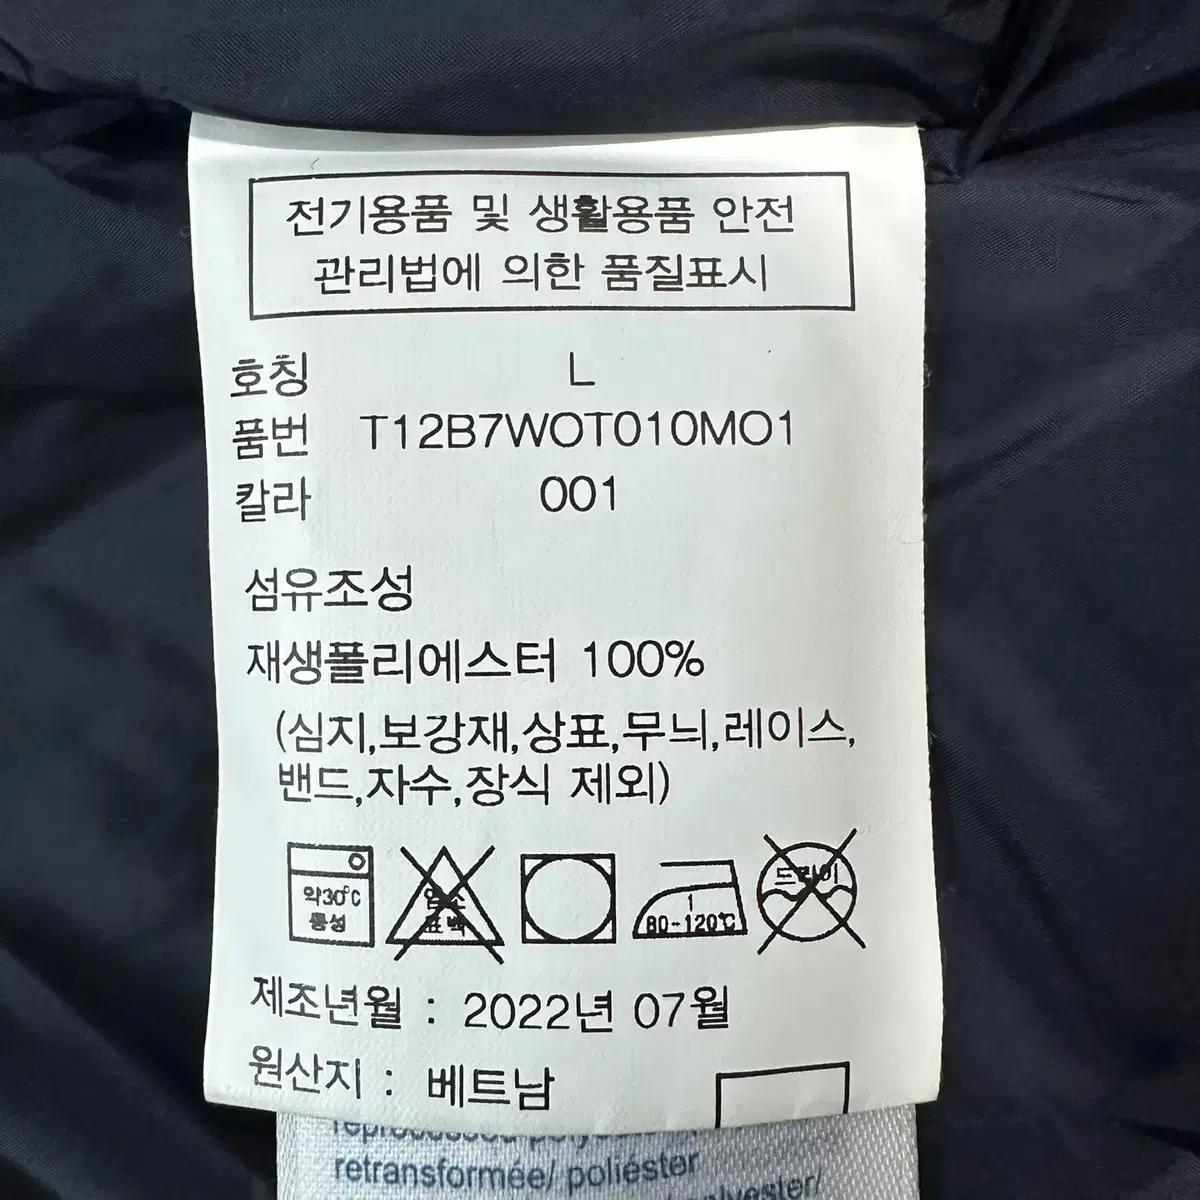 전기용품 및 생활용품 안전
관리법에 의한 품질표시
호칭 L
품번 T12B7WOT010MO1
칼라 001
섬유조성
재생폴리에스터 100%
(심지,보강재,상표,무늬,레이스,
밴드,자수,장식 제외)
약30℃
중성
염소
표백
80~120℃
드라이
제조년월 : 2022년 07월
원산지 : 베트남
retransformée/ poliéster